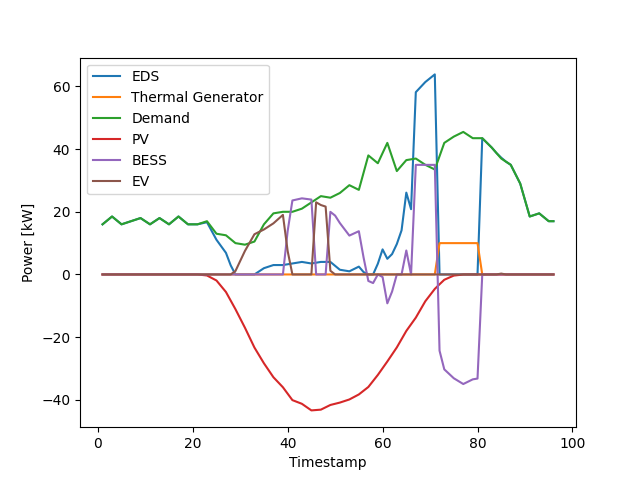 EDS
Thermal Generator
Demand
PV
BESS
EV
60
40
20
0
−20
−40
Power [kW]
0 20 40 60 80 100
Timestamp